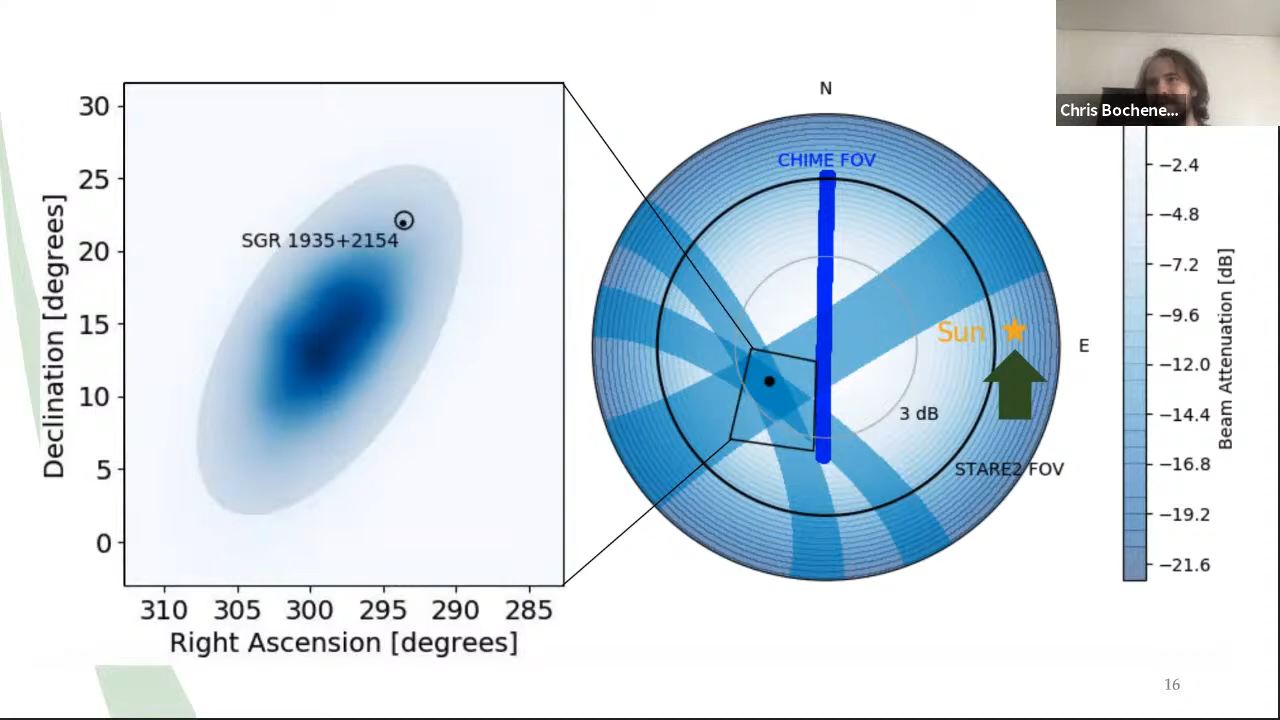 Chris Bochene...
N
CHIME FOV
Sun
E
3 dB
STARE2 FOV
SGR 1935+2154
30
25
20
15
10
5
0
Declination [degrees]
310 305 300 295 290 285
Right Ascension [degrees]
−2.4
−4.8
−7.2
−9.6
−12.0
−14.4
−16.8
−19.2
−21.6
Beam Attenuation [dB]
16